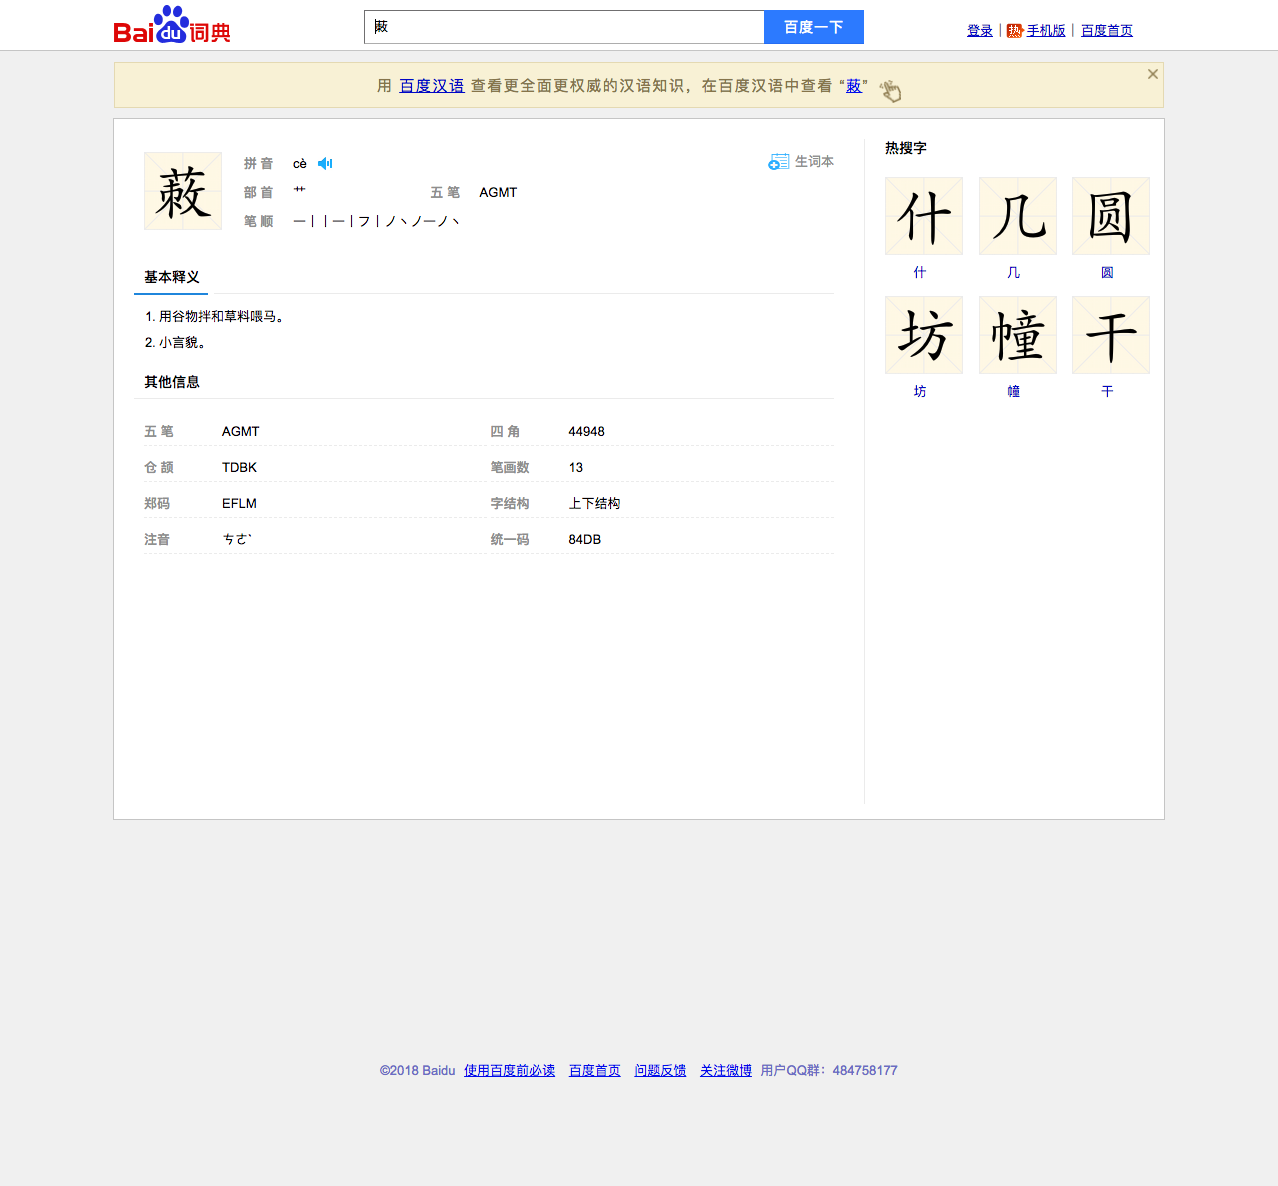 Baidu词典
蔌
百度一下
登录 | 热 手机版 | 百度首页
用 百度汉语 查看更全面更权威的汉语知识，在百度汉语中查看 “蔌”
拼 音 cè
生词本
部 首 艹 五 笔 AGMT
笔 顺 一丨丨一丨フ丨ノ丶ノ一ノ丶
基本释义
1. 用谷物拌和草料喂马。
2. 小言貌。
其他信息
五 笔 AGMT 四 角 44948
仓 颉 TDBK 笔画数 13
郑码 EFLM 字结构 上下结构
注音 ㄘㄜˋ 统一码 84DB
热搜字
什 几 圆
什 几 圆
坊 幢 干
坊 幢 干
©2018 Baidu 使用百度前必读 百度首页 问题反馈 关注微博 用户QQ群：484758177